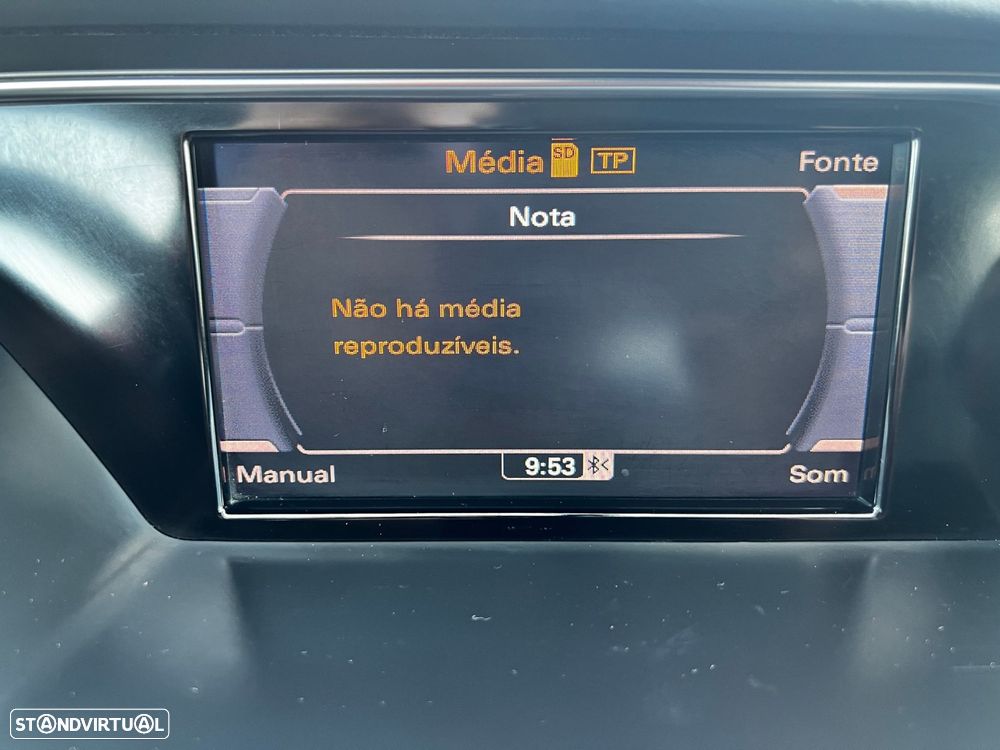 Média SD TP Fonte
Nota
Não há média
reproduzíveis.
Manual 9:53 Som
STANDVIRTUAL